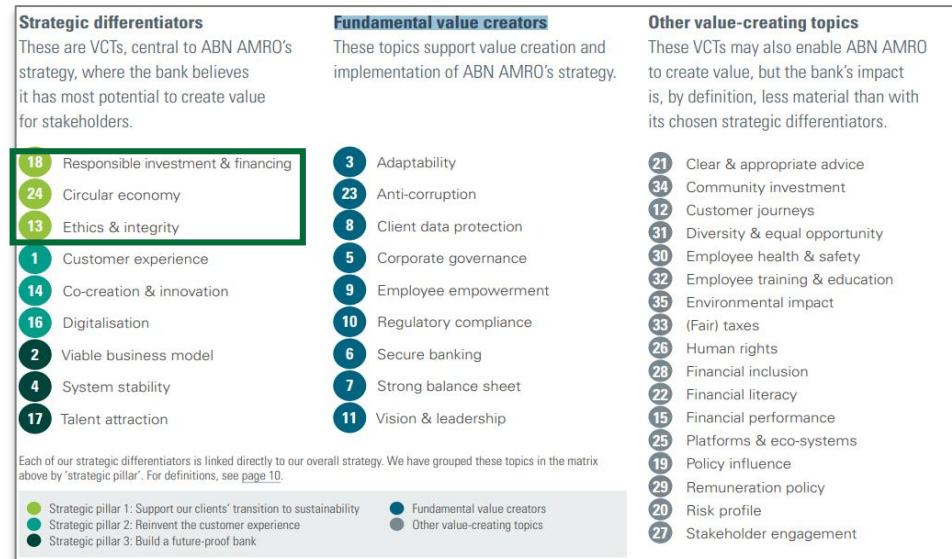 Strategic differentiators
These are VCTs, central to ABN AMRO's
strategy, where the bank believes
it has most potential to create value
for stakeholders.
18 Responsible investment & financing
24 Circular economy
13 Ethics & integrity
1 Customer experience
14 Co-creation & innovation
16 Digitalisation
2 Viable business model
4 System stability
17 Talent attraction
Fundamental value creators
These topics support value creation and
implementation of ABN AMRO's strategy.
3 Adaptability
23 Anti-corruption
8 Client data protection
5 Corporate governance
9 Employee empowerment
10 Regulatory compliance
6 Secure banking
7 Strong balance sheet
11 Vision & leadership
Other value-creating topics
These VCTs may also enable ABN AMRO
to create value, but the bank's impact
is, by definition, less material than with
its chosen strategic differentiators.
21 Clear & appropriate advice
34 Community investment
12 Customer journeys
31 Diversity & equal opportunity
30 Employee health & safety
32 Employee training & education
35 Environmental impact
33 (Fair) taxes
26 Human rights
28 Financial inclusion
22 Financial literacy
15 Financial performance
25 Platforms & eco-systems
19 Policy influence
29 Remuneration policy
20 Risk profile
27 Stakeholder engagement
Each of our strategic differentiators is linked directly to our overall strategy. We have grouped these topics in the matrix
above by 'strategic pillar'. For definitions, see page 10.
Strategic pillar 1: Support our clients' transition to sustainability
Strategic pillar 2: Reinvent the customer experience
Strategic pillar 3: Build a future-proof bank
Fundamental value creators
Other value-creating topics